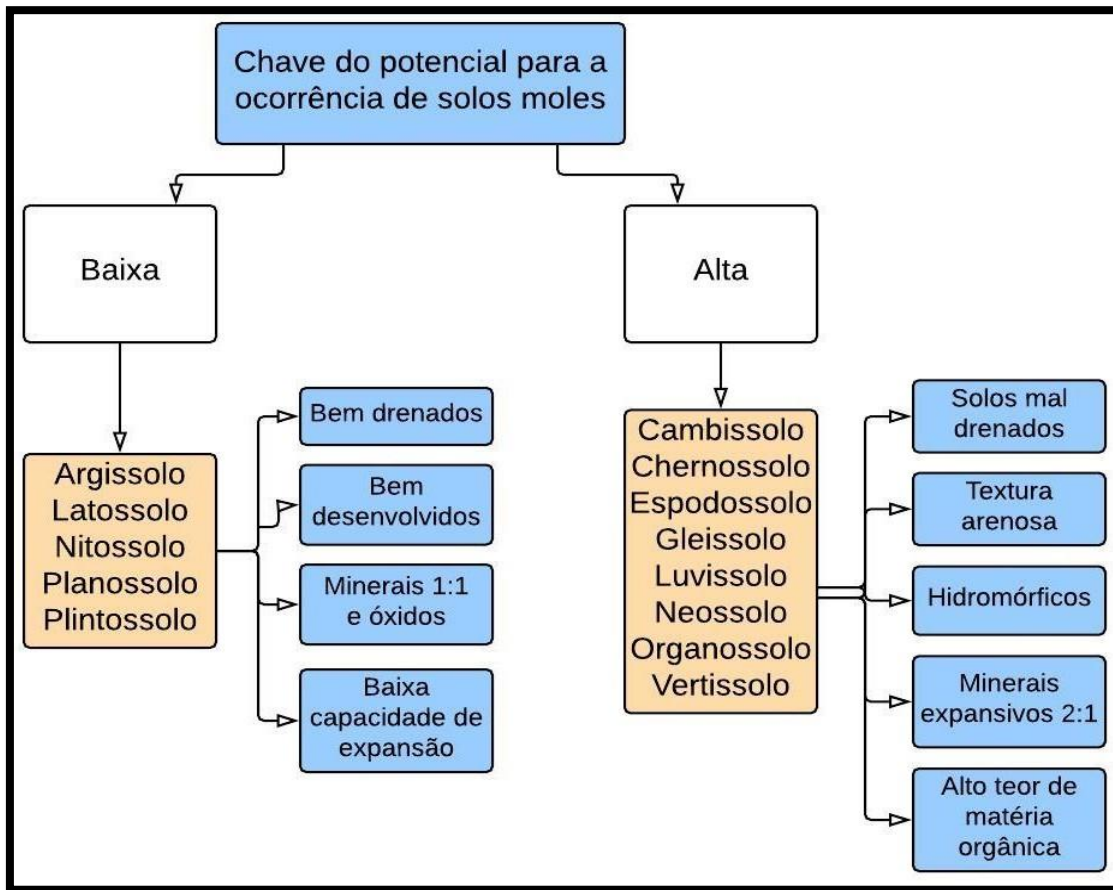 Chave do potencial para a
ocorrência de solos moles
Baixa
Alta
Argissolo
Latossolo
Nitossolo
Planossolo
Plintossolo
Bem drenados
Bem
desenvolvidos
Minerais 1:1
e óxidos
Baixa
capacidade de
expansão
Cambissolo
Chernossolo
Espodossolo
Gleissolo
Luvissolo
Neossolo
Organossolo
Vertissolo
Solos mal
drenados
Textura
arenosa
Hidromórficos
Minerais
expansivos 2:1
Alto teor de
matéria
orgânica